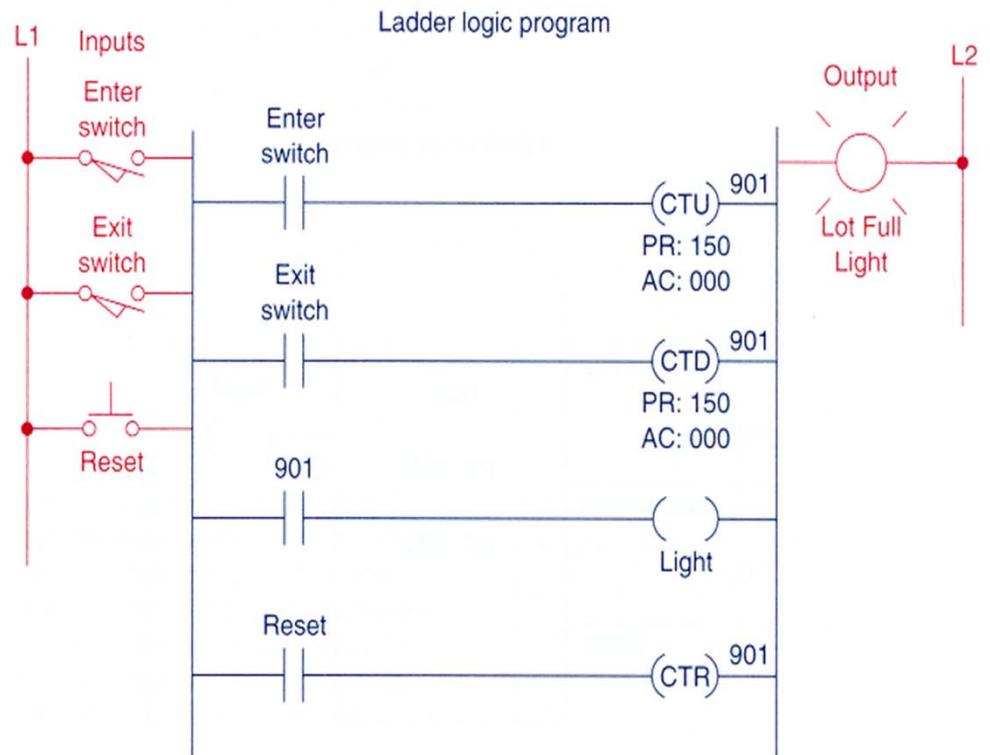 Ladder logic program
L1
Inputs
L2
Output
Enter
switch
Enter
switch
901
(CTU)
PR: 150
AC: 000
Lot Full
Light
Exit
switch
Exit
switch
901
(CTD)
PR: 150
AC: 000
Reset
901
Light
Reset
901
(CTR)